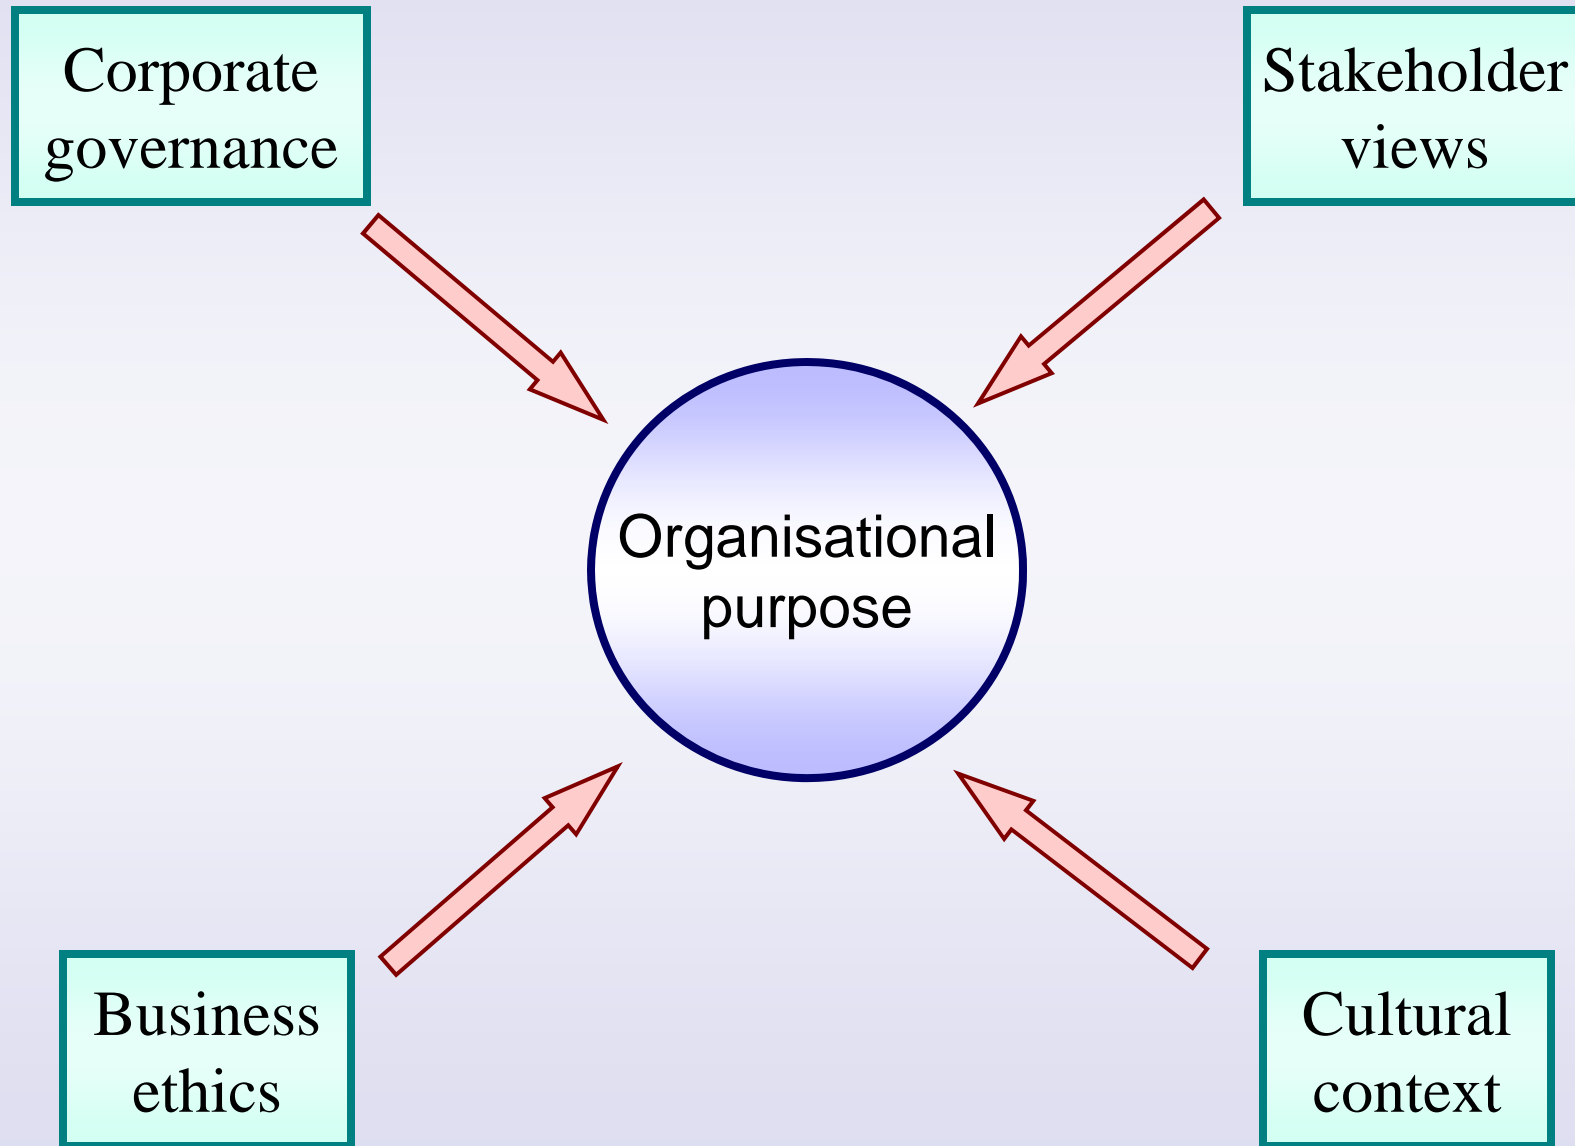 Corporate
governance
Stakeholder
views
Organisational
purpose
Business
ethics
Cultural
context